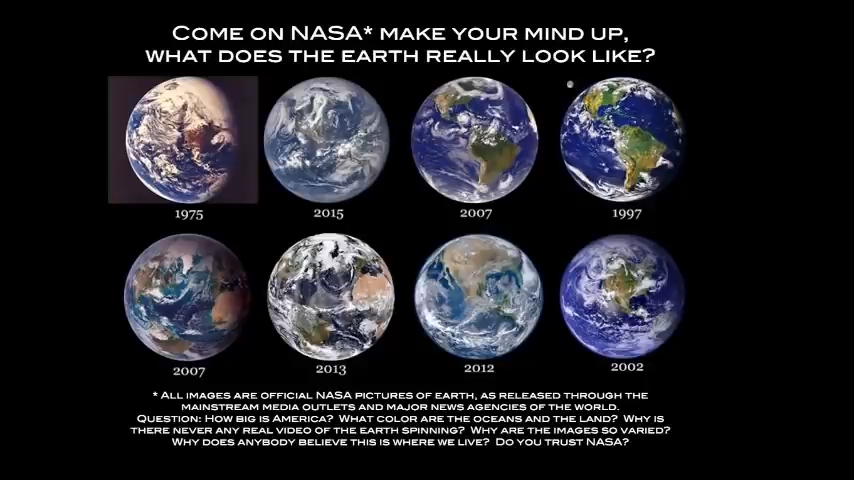 Come on NASA* make your mind up,
what does the earth really look like?
1975
2015
2007
1997
2007
2013
2012
2002
* All images are official NASA pictures of earth, as released through the
mainstream media outlets and major news agencies of the world.
Question: How big is America? What color are the oceans and the land? Why is
there never any real video of the earth spinning? Why are the images so varied?
Why does anybody believe this is where we live? Do you trust NASA?